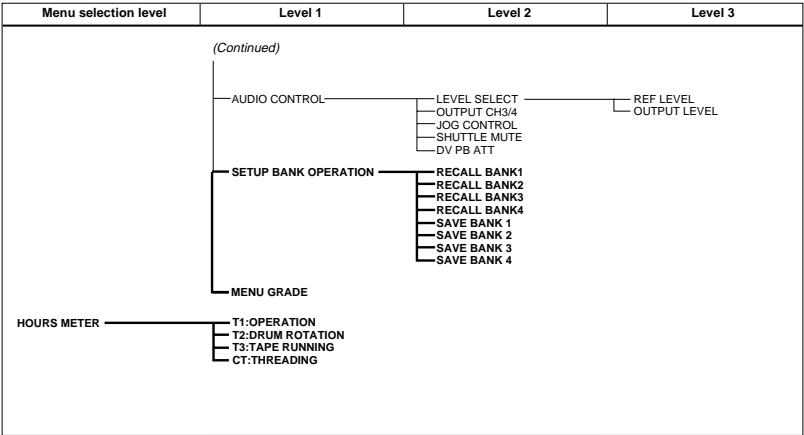 Menu selection level Level 1 Level 2 Level 3
(Continued)
AUDIO CONTROL LEVEL SELECT REF LEVEL
OUTPUT CH3/4 OUTPUT LEVEL
JOG CONTROL
SHUTTLE MUTE
DV PB ATT
SETUP BANK OPERATION RECALL BANK1
RECALL BANK2
RECALL BANK3
RECALL BANK4
SAVE BANK 1
SAVE BANK 2
SAVE BANK 3
SAVE BANK 4
MENU GRADE
HOURS METER T1:OPERATION
T2:DRUM ROTATION
T3:TAPE RUNNING
CT:THREADING